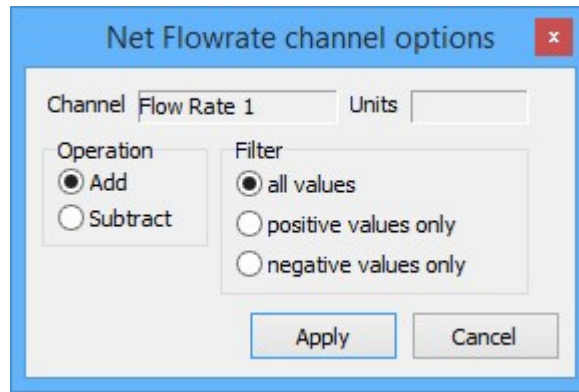 Net Flowrate channel options
x
Channel Flow Rate 1 Units
Operation
Add
Subtract
Filter
all values
positive values only
negative values only
Apply Cancel